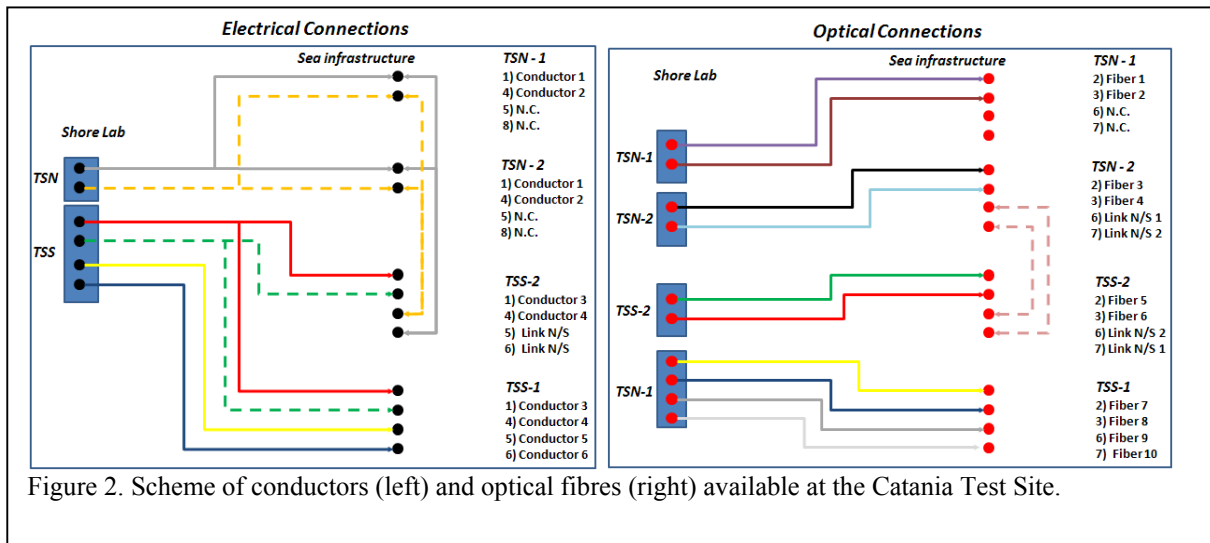 Electrical Connections
Sea infrastructure
Shore Lab
TSN
TSS
TSN - 1
1) Conductor 1
4) Conductor 2
5) N.C.
8) N.C.
TSN - 2
1) Conductor 1
4) Conductor 2
5) N.C.
8) N.C.
TSS-2
1) Conductor 3
4) Conductor 4
5) Link N/S
6) Link N/S
TSS-1
1) Conductor 3
4) Conductor 4
5) Conductor 5
6) Conductor 6
Optical Connections
Sea infrastructure
Shore Lab
TSN-1
TSN-2
TSS-2
TSN-1
TSN - 1
2) Fiber 1
3) Fiber 2
6) N.C.
7) N.C.
TSN - 2
2) Fiber 3
3) Fiber 4
6) Link N/S 1
7) Link N/S 2
TSS-2
2) Fiber 5
3) Fiber 6
6) Link N/S 2
7) Link N/S 1
TSS-1
2) Fiber 7
3) Fiber 8
6) Fiber 9
7) Fiber 10
Figure 2. Scheme of conductors (left) and optical fibres (right) available at the Catania Test Site.